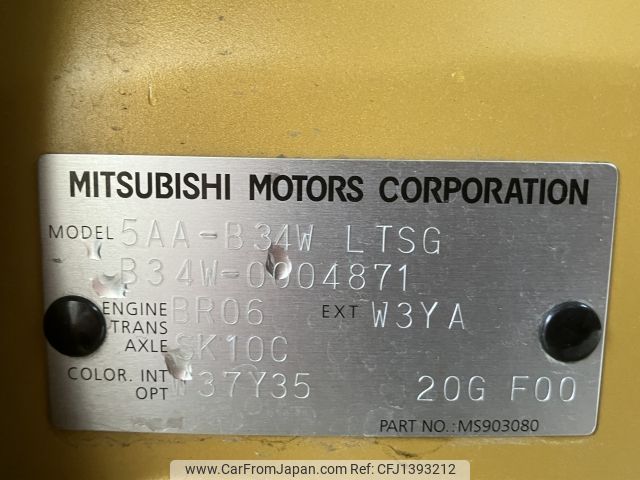 MITSUBISHI MOTORS CORPORATION
MODEL 5AA-B34W LTSG
B34W-0004871
ENGINE BR06 EXT W3YA
TRANS
AXLE SK10C
COLOR. INT W37Y35 20G F00
OPT
PART NO.:MS903080
www.CarFromJapan.com CFJ1393212